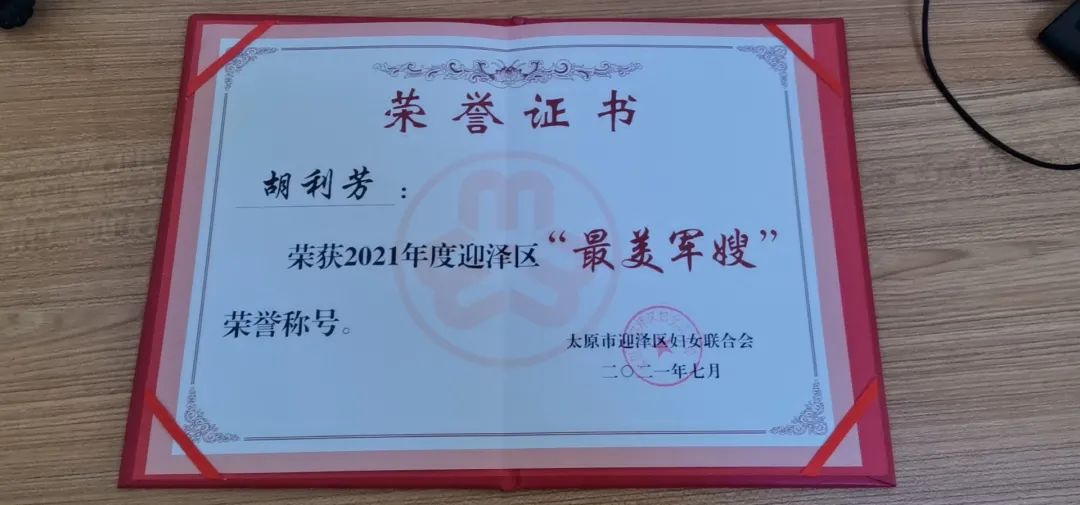 荣誉证书
胡利芳：
荣获2021年度迎泽区“最美军嫂”
荣誉称号。
太原市迎泽区妇女联合会
二〇二一年七月